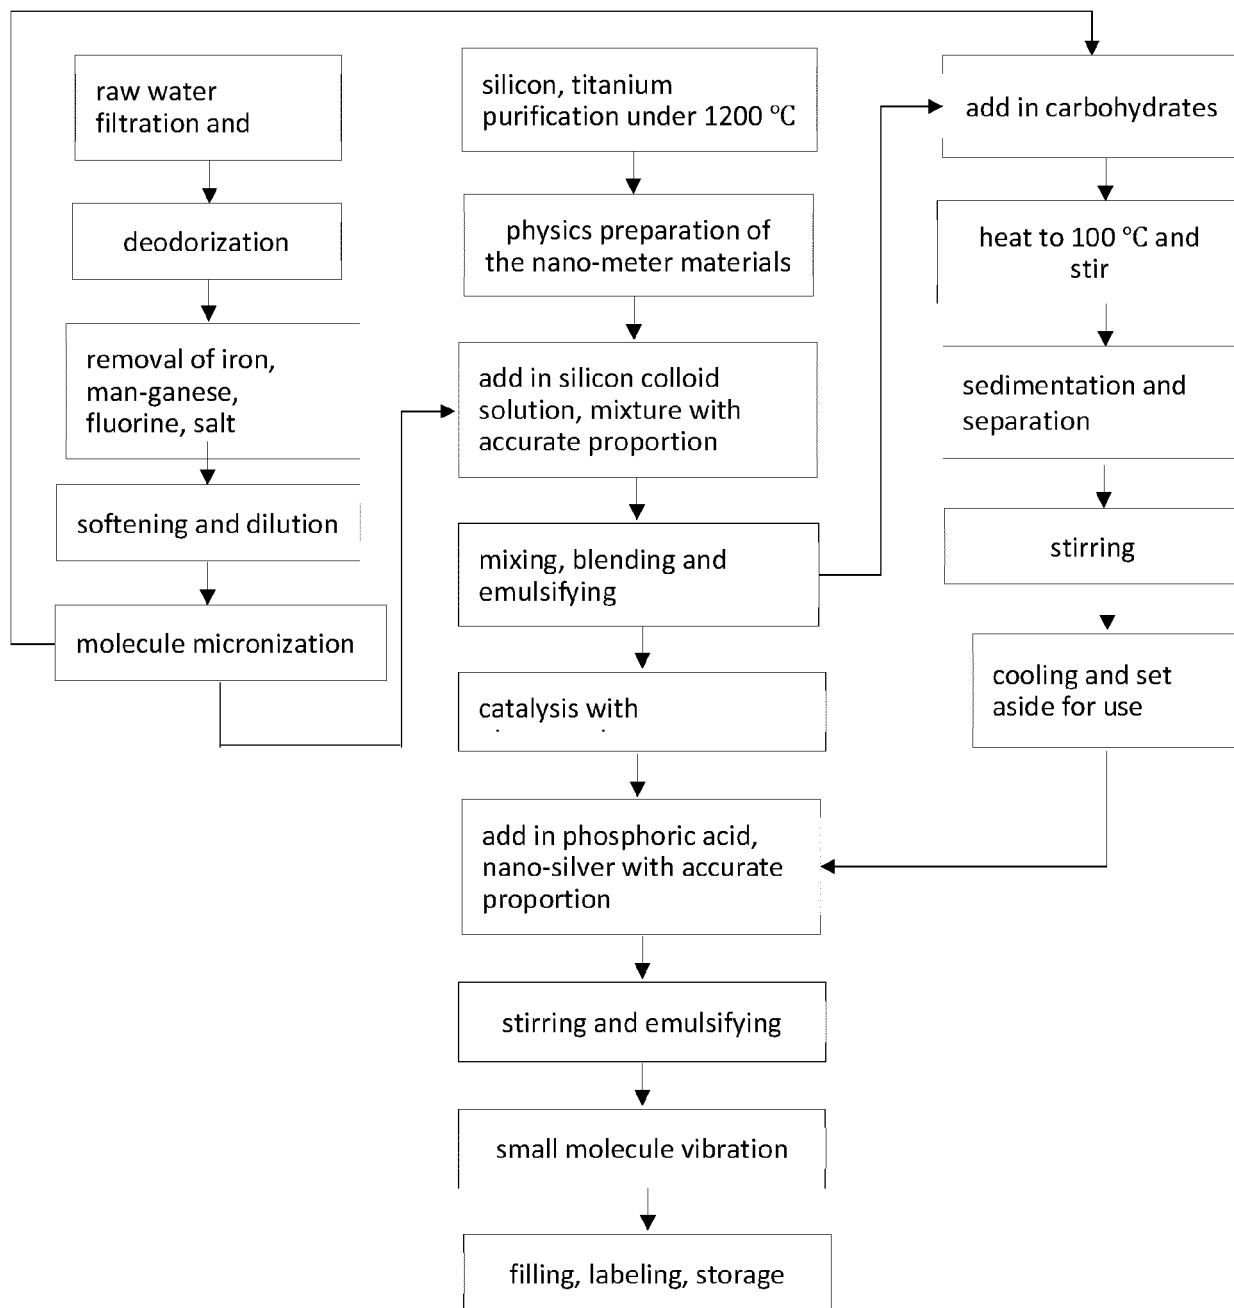 raw water
filtration and
deodorization
removal of iron,
man-ganese,
fluorine, salt
softening and dilution
molecule micronization
silicon, titanium
purification under 1200 ℃
physics preparation of
the nano-meter materials
add in silicon colloid
solution, mixture with
accurate proportion
mixing, blending and
emulsifying
catalysis with
add in phosphoric acid,
nano-silver with accurate
proportion
stirring and emulsifying
small molecule vibration
filling, labeling, storage
add in carbohydrates
heat to 100 ℃ and
stir
sedimentation and
separation
stirring
cooling and set
aside for use